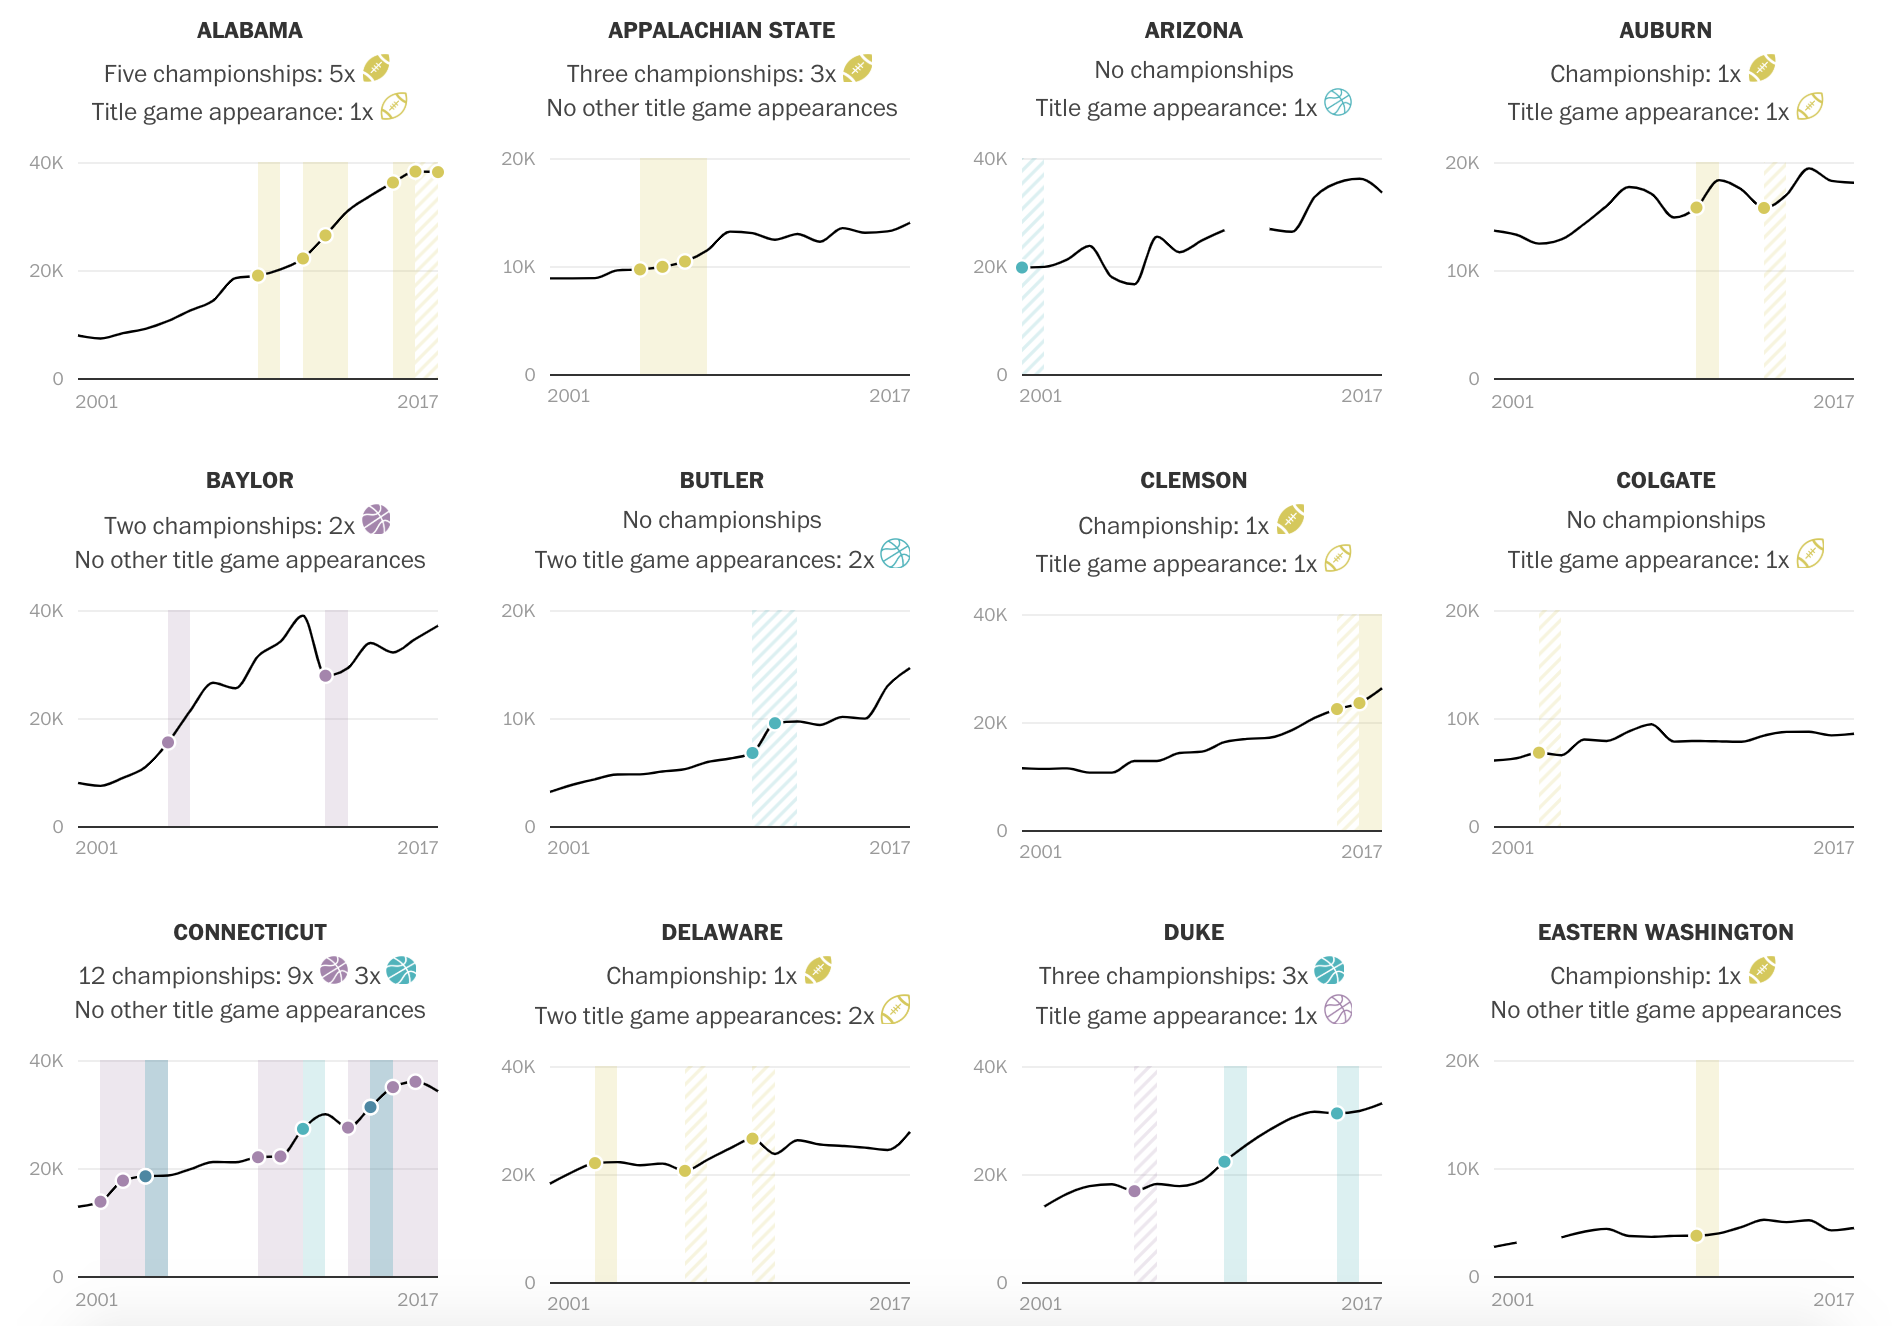 ALABAMA
Five championships: 5x
Title game appearance: 1x
40K
20K
0
2001
2017
APPALACHIAN STATE
Three championships: 3x
No other title game appearances
20K
10K
0
2001
2017
ARIZONA
No championships
Title game appearance: 1x
40K
20K
0
2001
2017
AUBURN
Championship: 1x
Title game appearance: 1x
20K
10K
0
2001
2017
BAYLOR
Two championships: 2x
No other title game appearances
40K
20K
0
2001
2017
BUTLER
No championships
Two title game appearances: 2x
20K
10K
0
2001
2017
CLEMSON
Championship: 1x
Title game appearance: 1x
40K
20K
0
2001
2017
COLGATE
No championships
Title game appearance: 1x
20K
10K
0
2001
2017
CONNECTICUT
12 championships: 9x 3x
No other title game appearances
40K
20K
0
2001
2017
DELAWARE
Championship: 1x
Two title game appearances: 2x
40K
20K
0
2001
2017
DUKE
Three championships: 3x
Title game appearance: 1x
40K
20K
0
2001
2017
EASTERN WASHINGTON
Championship: 1x
No other title game appearances
20K
10K
0
2001
2017